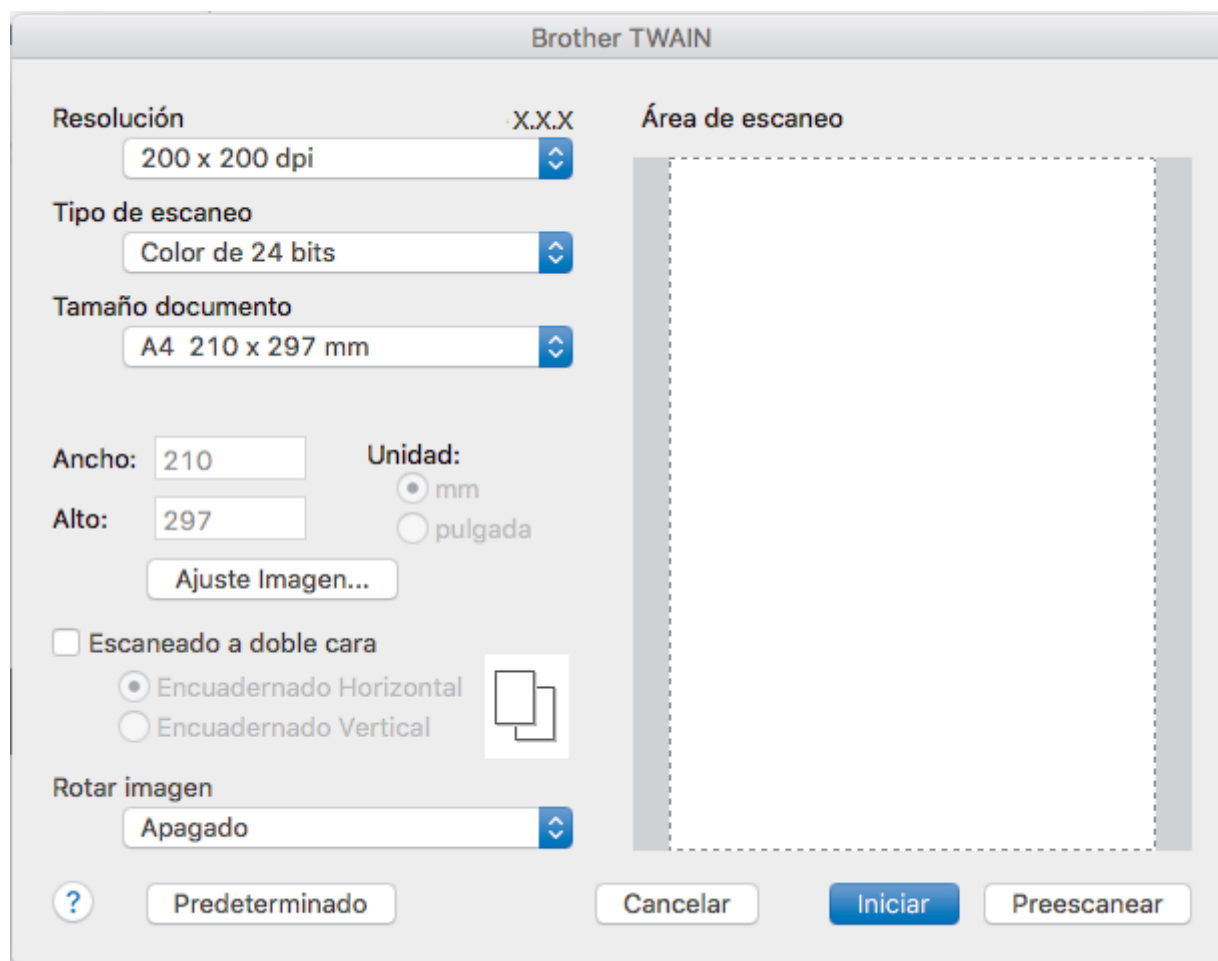 Brother TWAIN
Resolución X.X.X
200 x 200 dpi
Tipo de escaneo
Color de 24 bits
Tamaño documento
A4 210 x 297 mm
Ancho: 210
Unidad:
mm
Alto: 297
pulgada
Ajuste Imagen...
Escaneado a doble cara
Encuadernado Horizontal
Encuadernado Vertical
Rotar imagen
Apagado
Área de escaneo
? Predeterminado Cancelar Iniciar Preescanear